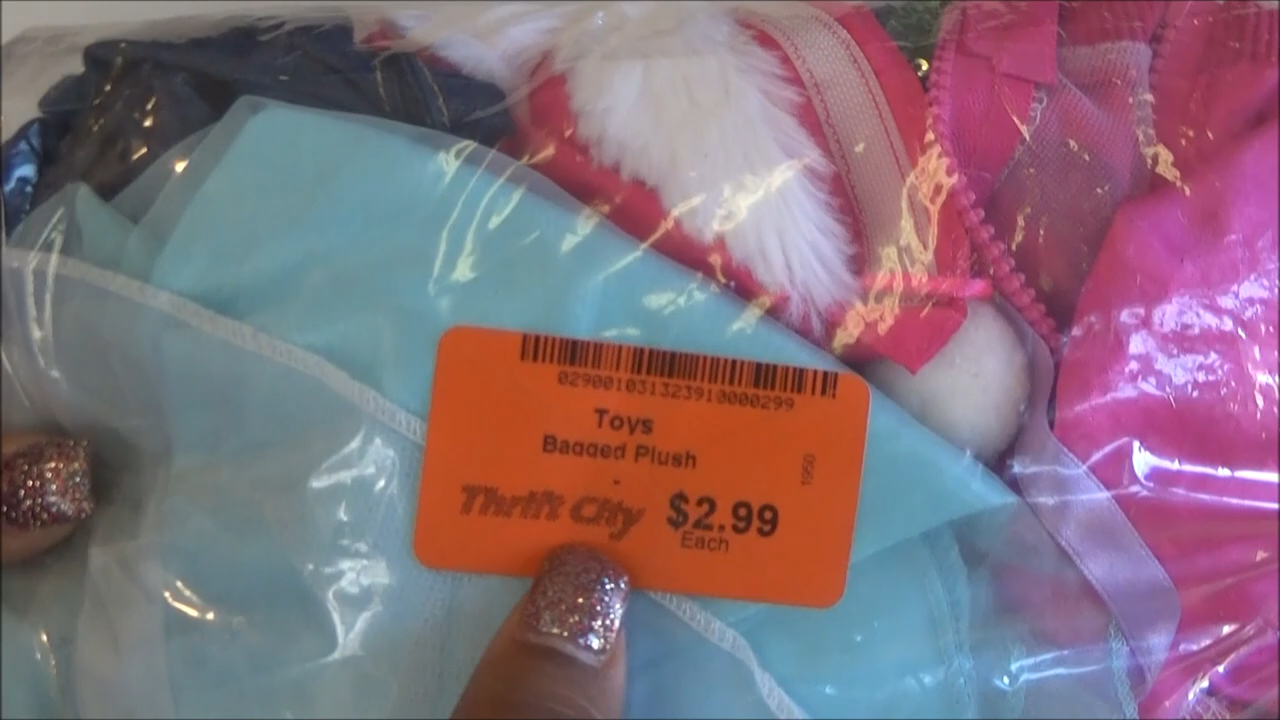 029001031323910000299
Toys
Bagged Plush
1950
Thrift City $2.99
Each